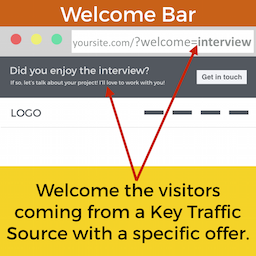 Welcome Bar
yoursite.com/?welcome=interview
Did you enjoy the interview?
If so, let's talk about your project! I'll love to work with you!
Get in touch
LOGO
Welcome the visitors
coming from a Key Traffic
Source with a specific offer.